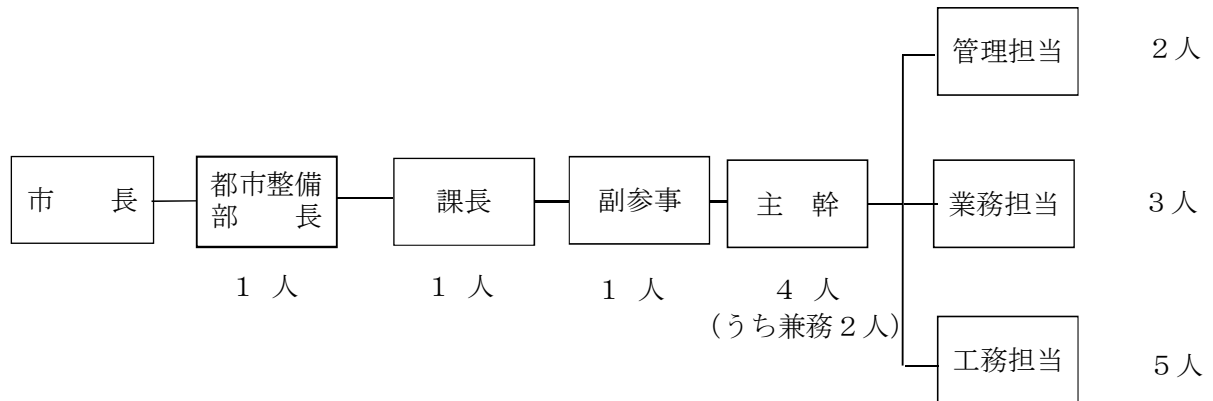 管理担当
２人
市　　長
都市整備
部　　長
課長
副参事
主　幹
業務担当
３人
１ 人
１ 人
１ 人
４ 人
（うち兼務２人）
工務担当
５人